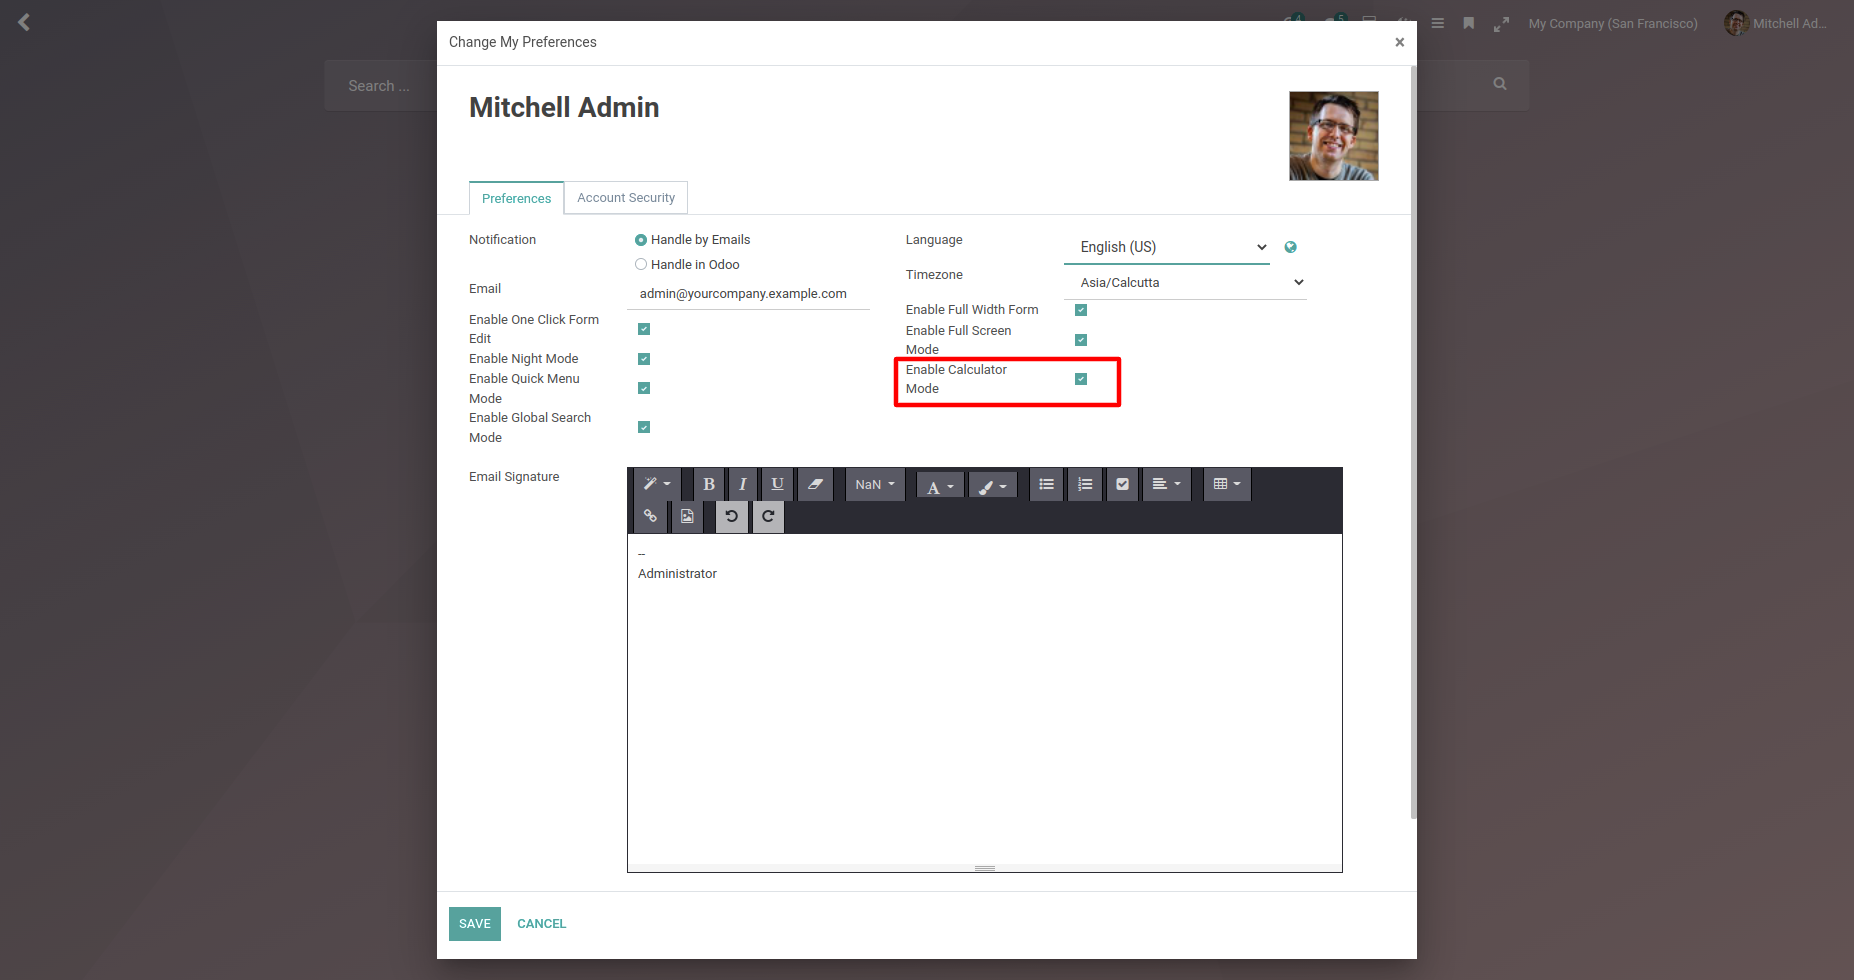 Change My Preferences
×
4
5
My Company (San Francisco)
Mitchell Ad...
Search ...
Mitchell Admin
Preferences
Account Security
Notification
Handle by Emails
Handle in Odoo
Email
admin@yourcompany.example.com
Enable One Click Form
Edit
Enable Night Mode
Enable Quick Menu
Mode
Enable Global Search
Mode
Language
English (US)
Timezone
Asia/Calcutta
Enable Full Width Form
Enable Full Screen
Mode
Enable Calculator
Mode
Email Signature
B I U NaN A
--
Administrator
SAVE
CANCEL